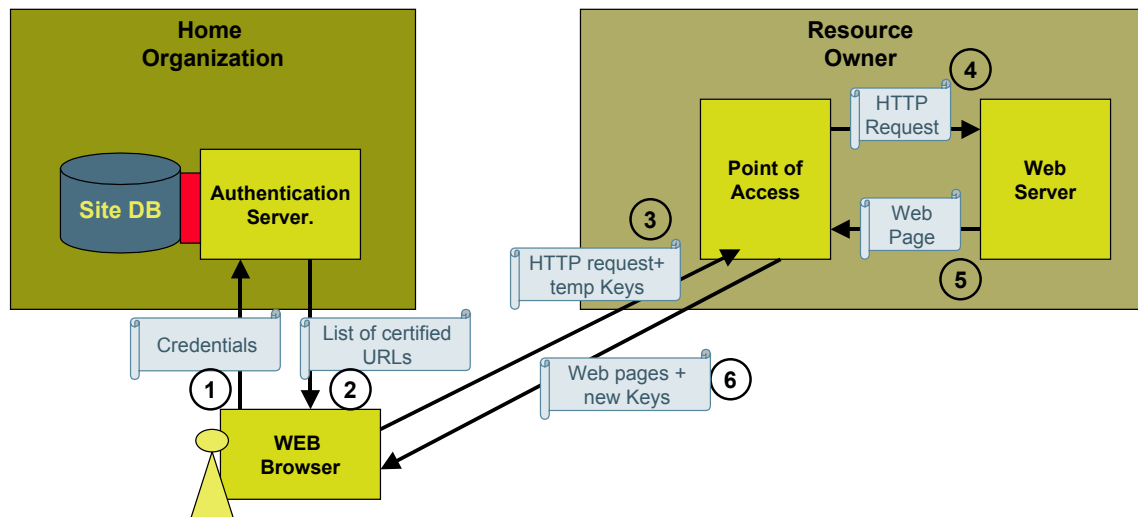 Home
Organization
Resource
Owner
4
HTTP
Request
Point of
Access
Web
Server
Site DB
Authentication
Server.
3
Web
Page
5
HTTP request+
temp Keys
Credentials
List of certified
URLs
1
2
Web pages +
new Keys
6
WEB
Browser